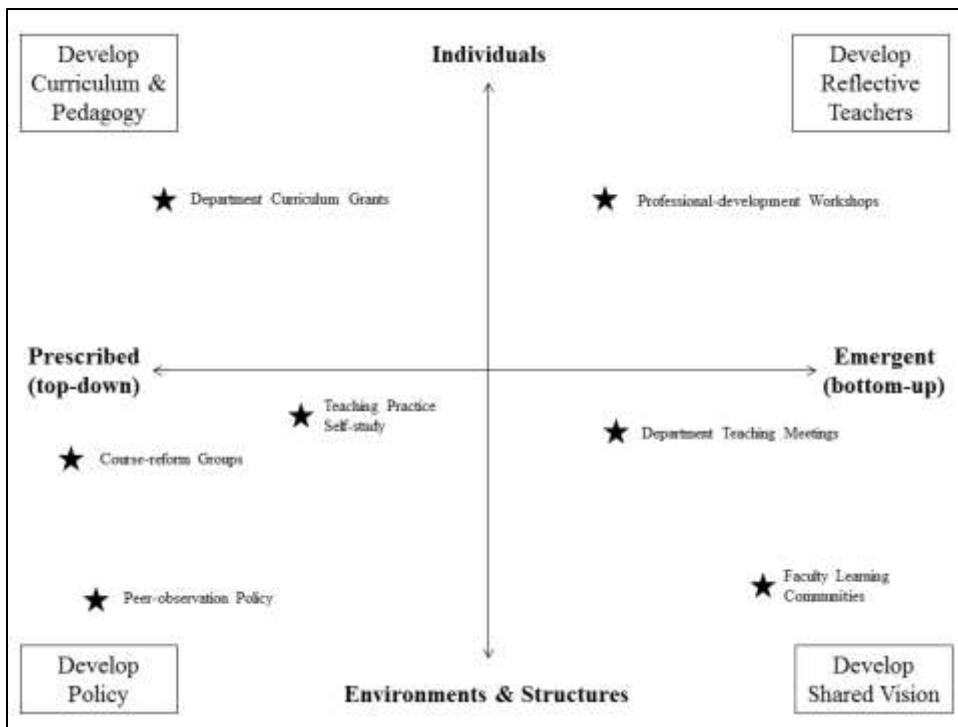 Develop
Curriculum &
Pedagogy
Individuals
Develop
Reflective
Teachers
Department Curriculum Grants
Professional-development Workshops
Prescribed
(top-down)
Emergent
(bottom-up)
Teaching Practice
Self-study
Department Teaching Meetings
Course-reform Groups
Peer-observation Policy
Faculty Learning
Communities
Develop
Policy
Environments & Structures
Develop
Shared Vision